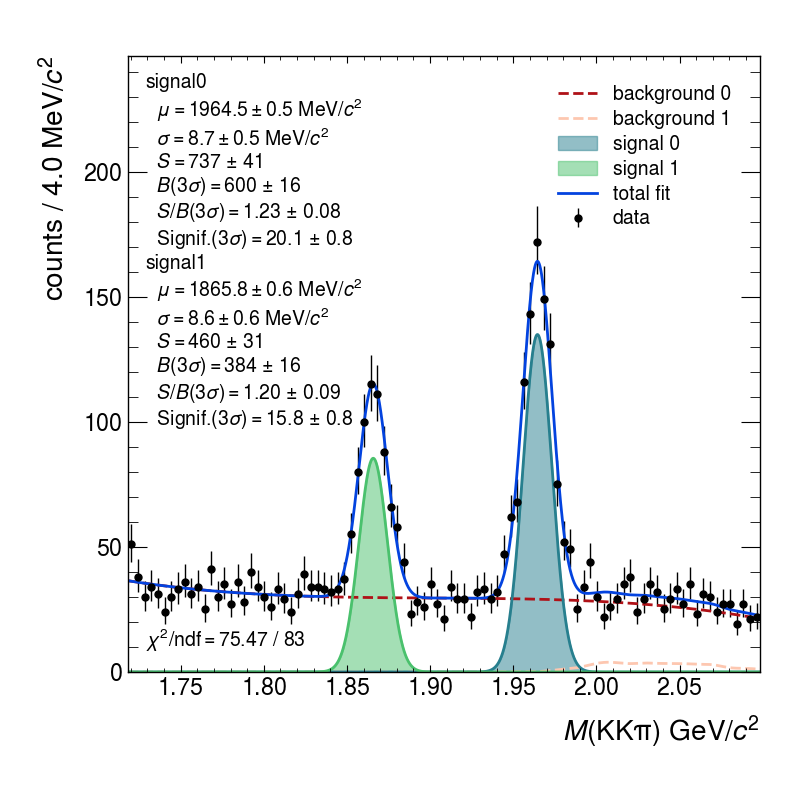 counts / 4.0 MeV/c²
signal0
μ = 1964.5 ± 0.5 MeV/c²
σ = 8.7 ± 0.5 MeV/c²
S = 737 ± 41
B(3σ) = 600 ± 16
S/B(3σ) = 1.23 ± 0.08
Signif.(3σ) = 20.1 ± 0.8
signal1
μ = 1865.8 ± 0.6 MeV/c²
σ = 8.6 ± 0.6 MeV/c²
S = 460 ± 31
B(3σ) = 384 ± 16
S/B(3σ) = 1.20 ± 0.09
Signif.(3σ) = 15.8 ± 0.8
background 0
background 1
signal 0
signal 1
total fit
data
200
150
100
50
0
χ²/ndf = 75.47 / 83
1.75 1.80 1.85 1.90 1.95 2.00 2.05
M(KKπ) GeV/c²